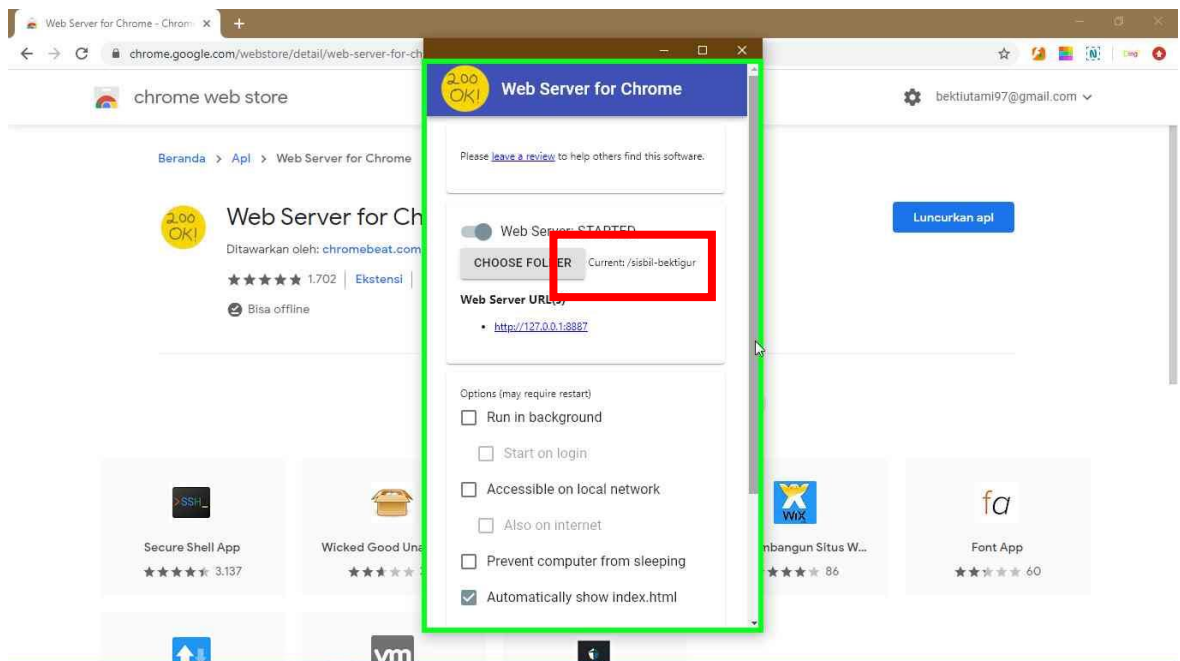 Web Server for Chrome - Chrom
chrome.google.com/webstore/detail/web-server-for-ch
chrome web store
bektiutami97@gmail.com
Beranda > Apl > Web Server for Chrome
200 OK!
Web Server for Ch
Ditawarkan oleh: chromebeat.com
1.702 | Ekstensi |
Bisa offline
Luncurkan apl
200 OK!
Web Server for Chrome
Please leave a review to help others find this software.
Web Server: STARTED
CHOOSE FOLDER
Current: /sisbil-bektigur
Web Server URL(s)
http://127.0.0.1:8887
Options (may require restart)
Run in background
Start on login
Accessible on local network
Also on internet
Prevent computer from sleeping
Automatically show index.html
>SSH_
Secure Shell App
3.137
Wicked Good Una
WiX
nbangun Situs W...
86
fa
Font App
60
vm